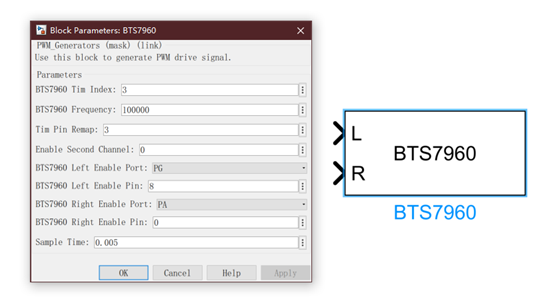 Block Parameters: BTS7960
PWM_Generators (mask) (link)
Use this block to generate PWM drive signal.
Parameters
BTS7960 Tim Index: 3
BTS7960 Frequency: 100000
Tim Pin Remap: 3
Enable Second Channel: 0
BTS7960 Left Enable Port: PG
BTS7960 Left Enable Pin: 8
BTS7960 Right Enable Port: PA
BTS7960 Right Enable Pin: 0
Sample Time: 0.005
OK Cancel Help Apply
L
BTS7960
R
BTS7960